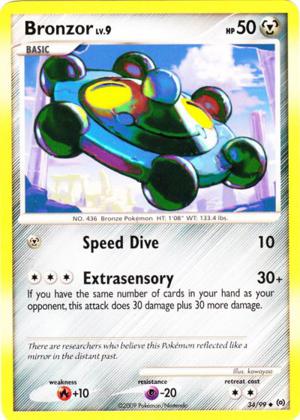 Bronzor LV.9 HP 50
BASIC
NO. 436 Bronze Pokémon HT: 1'08" WT: 133.4 lbs.
Speed Dive 10
Extrasensory 30+
If you have the same number of cards in your hand as your
opponent, this attack does 30 damage plus 30 more damage.
There are researchers who believe this Pokémon reflected like a
mirror in the distant past.
Illus. kawayoo
weakness resistance retreat cost
+10 -20
©2009 Pokémon/Nintendo 34/99